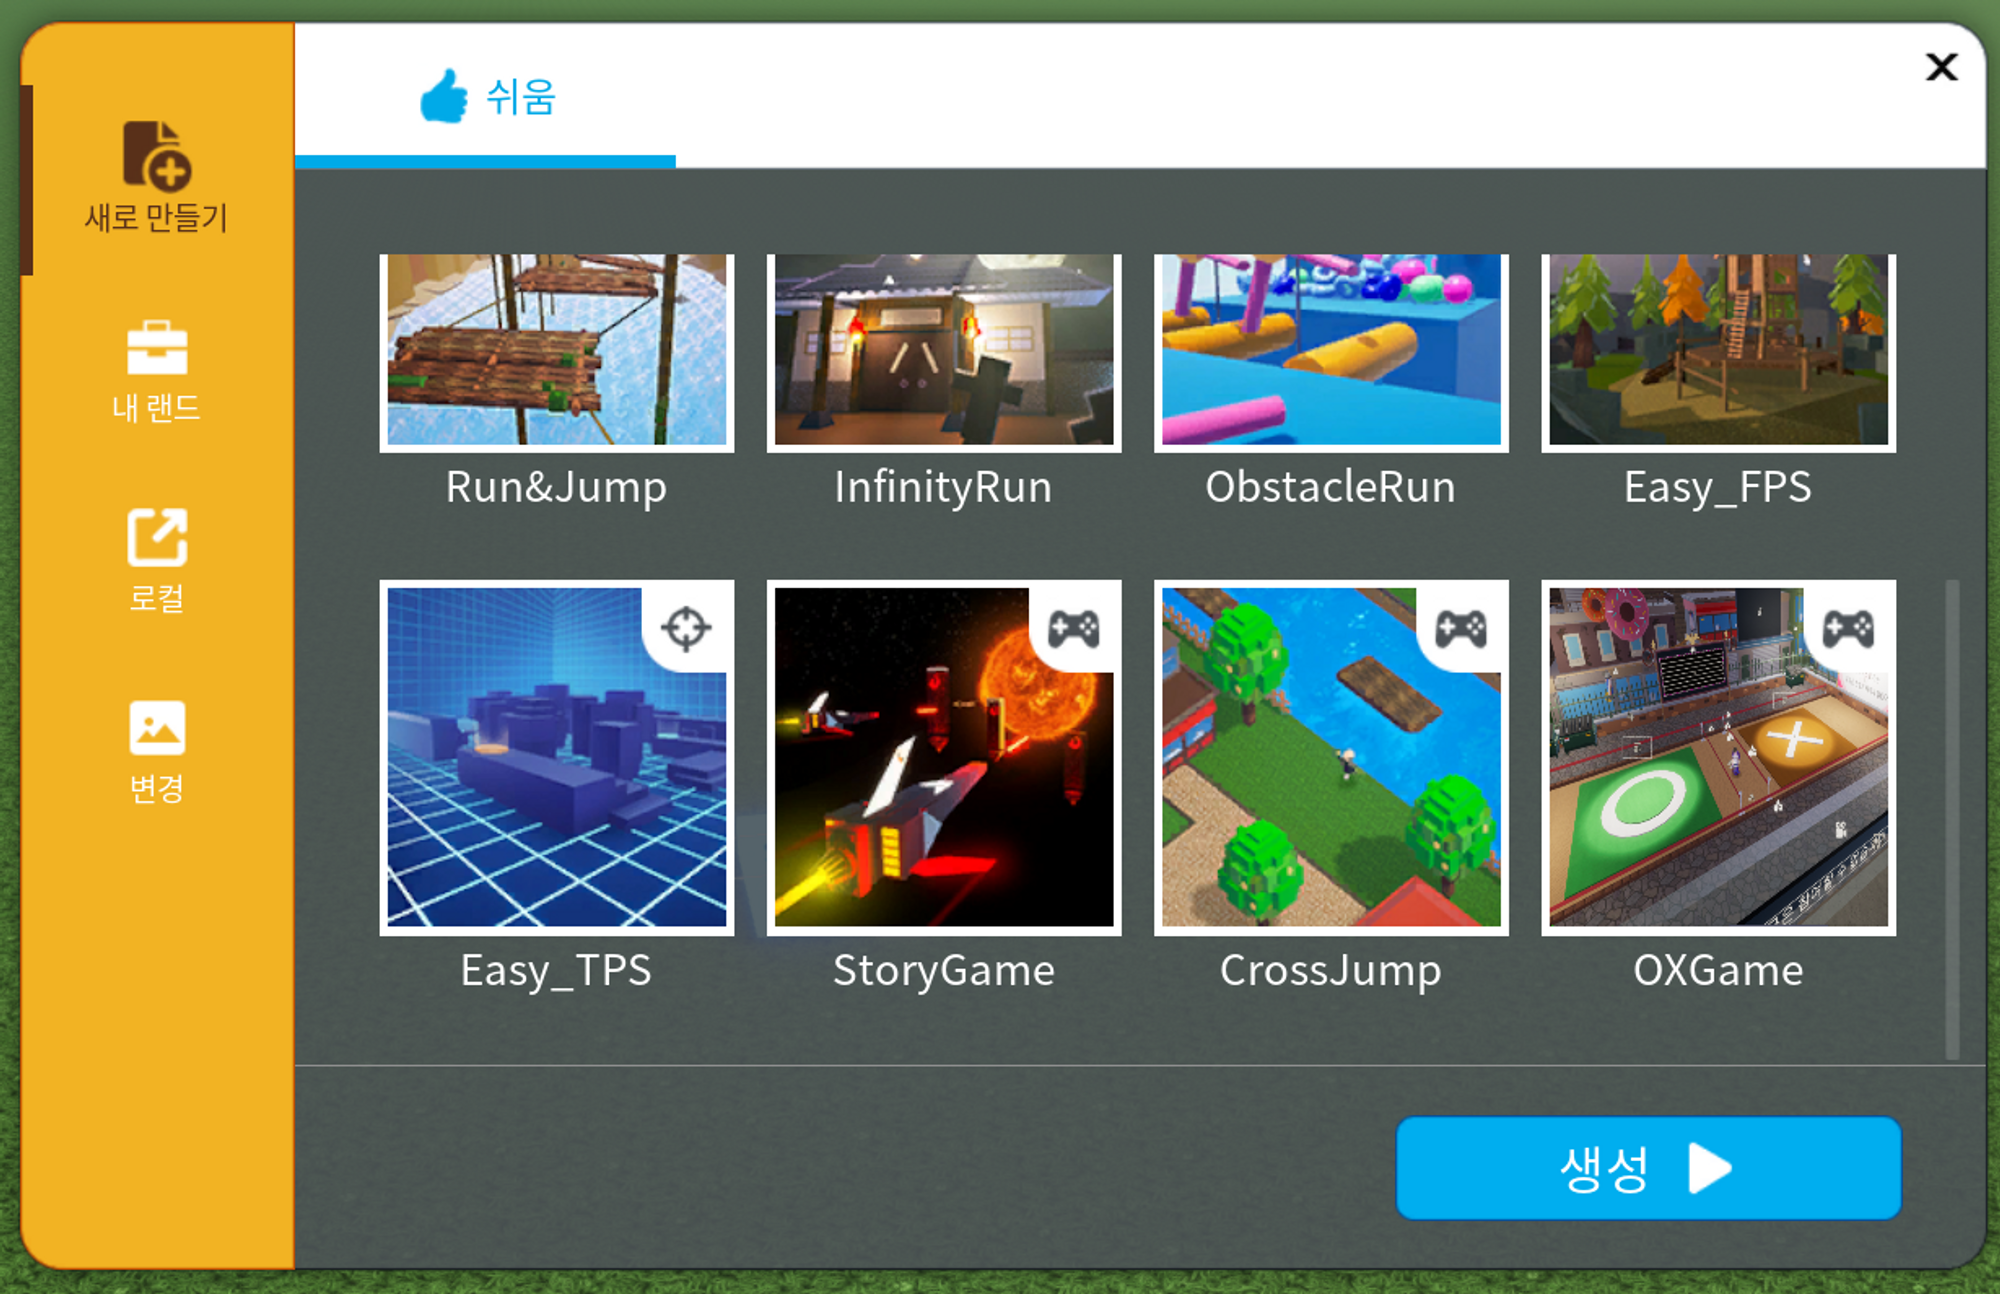 쉬움
새로 만들기
내 랜드
로컬
변경
Run&Jump
InfinityRun
ObstacleRun
Easy_FPS
Easy_TPS
StoryGame
CrossJump
OXGame
생성